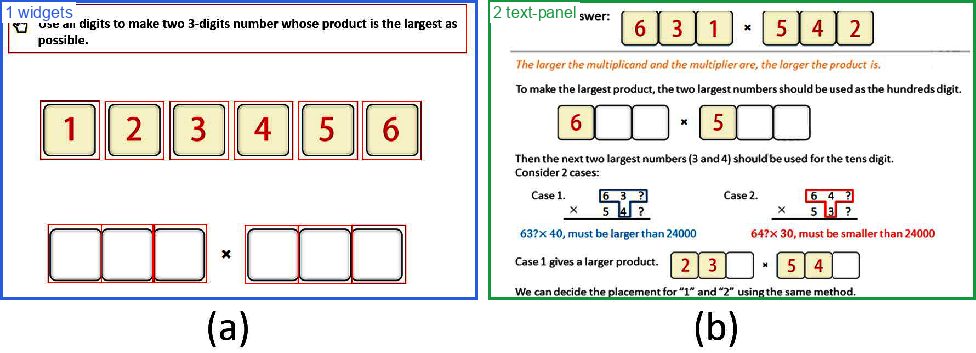 1 widgets
Use all digits to make two 3-digits number whose product is the largest as
possible.
1 2 3 4 5 6
×
(a)
2 text-panel
swer: 6 3 1 × 5 4 2
The larger the multiplicand and the multiplier are, the larger the product is.
To make the largest product, the two largest numbers should be used as the hundreds digit.
6 × 5
Then the next two largest numbers (3 and 4) should be used for the tens digit.
Consider 2 cases:
Case 1. 6 3 ?
× 5 4 ?
63?× 40, must be larger than 24000
Case 2. 6 4 ?
× 5 3 ?
64?× 30, must be smaller than 24000
Case 1 gives a larger product. 2 3 × 5 4
We can decide the placement for "1" and "2" using the same method.
(b)